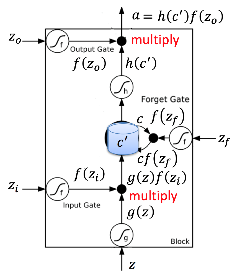 a = h(c′)f(z_o)
z_o
f
Output Gate
multiply
f(z_o)
h(c′)
h
Forget Gate
c
f(z_f)
c′
f
z_f
cf(z_f)
z_i
f
f(z_i)
g(z)f(z_i)
Input Gate
multiply
g(z)
g
Block
z